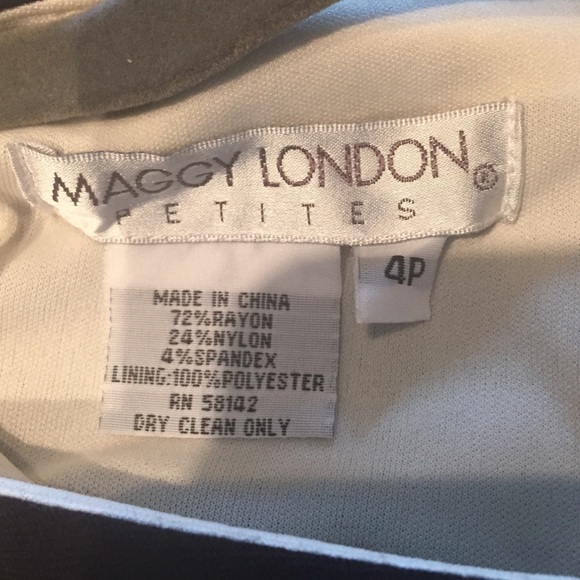 MAGGY LONDON®
PETITES
4P
MADE IN CHINA
72%RAYON
24%NYLON
4%SPANDEX
LINING:100%POLYESTER
RN 58142
DRY CLEAN ONLY